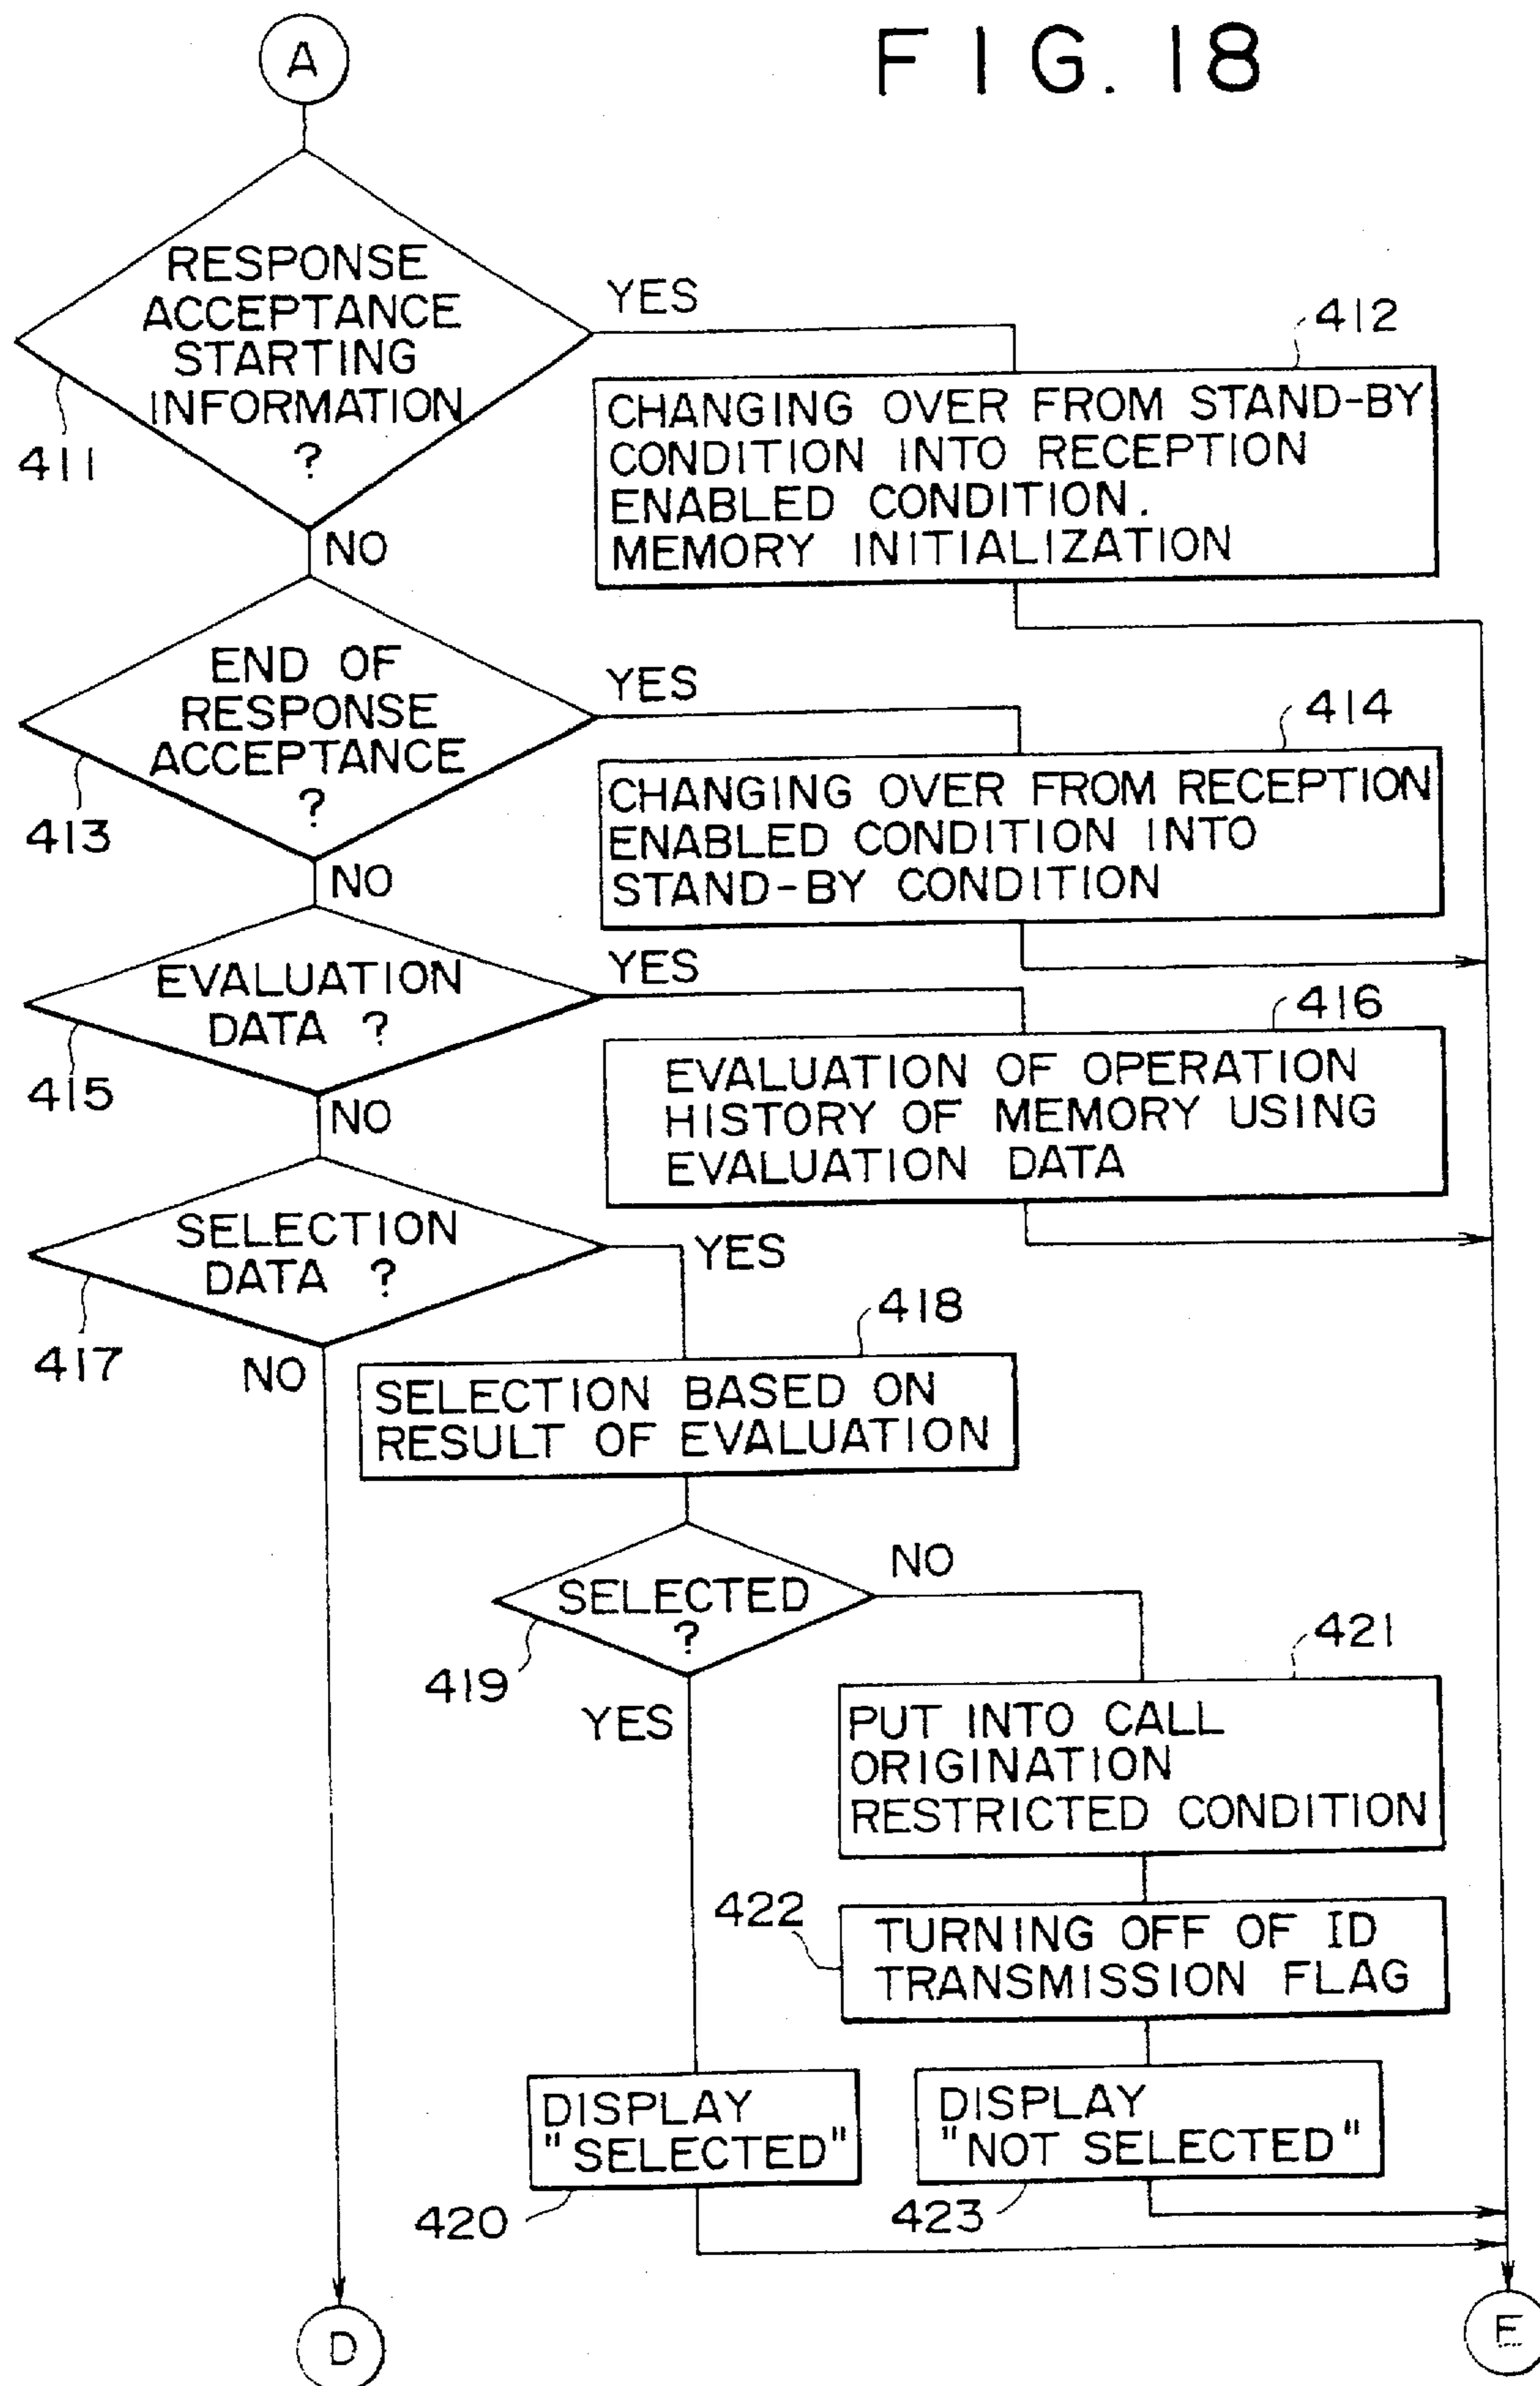 FIG. 18
A
RESPONSE
ACCEPTANCE
STARTING
INFORMATION
?
411
YES
412
CHANGING OVER FROM STAND-BY
CONDITION INTO RECEPTION
ENABLED CONDITION.
MEMORY INITIALIZATION
NO
END OF
RESPONSE
ACCEPTANCE
?
413
YES
414
CHANGING OVER FROM RECEPTION
ENABLED CONDITION INTO
STAND-BY CONDITION
NO
EVALUATION
DATA ?
415
YES
416
EVALUATION OF OPERATION
HISTORY OF MEMORY USING
EVALUATION DATA
NO
SELECTION
DATA ?
417
YES
418
SELECTION BASED ON
RESULT OF EVALUATION
NO
SELECTED
?
419
NO
421
PUT INTO CALL
ORIGINATION
RESTRICTED CONDITION
YES
422
TURNING OFF OF ID
TRANSMISSION FLAG
DISPLAY
"SELECTED"
420
DISPLAY
"NOT SELECTED"
423
D
E